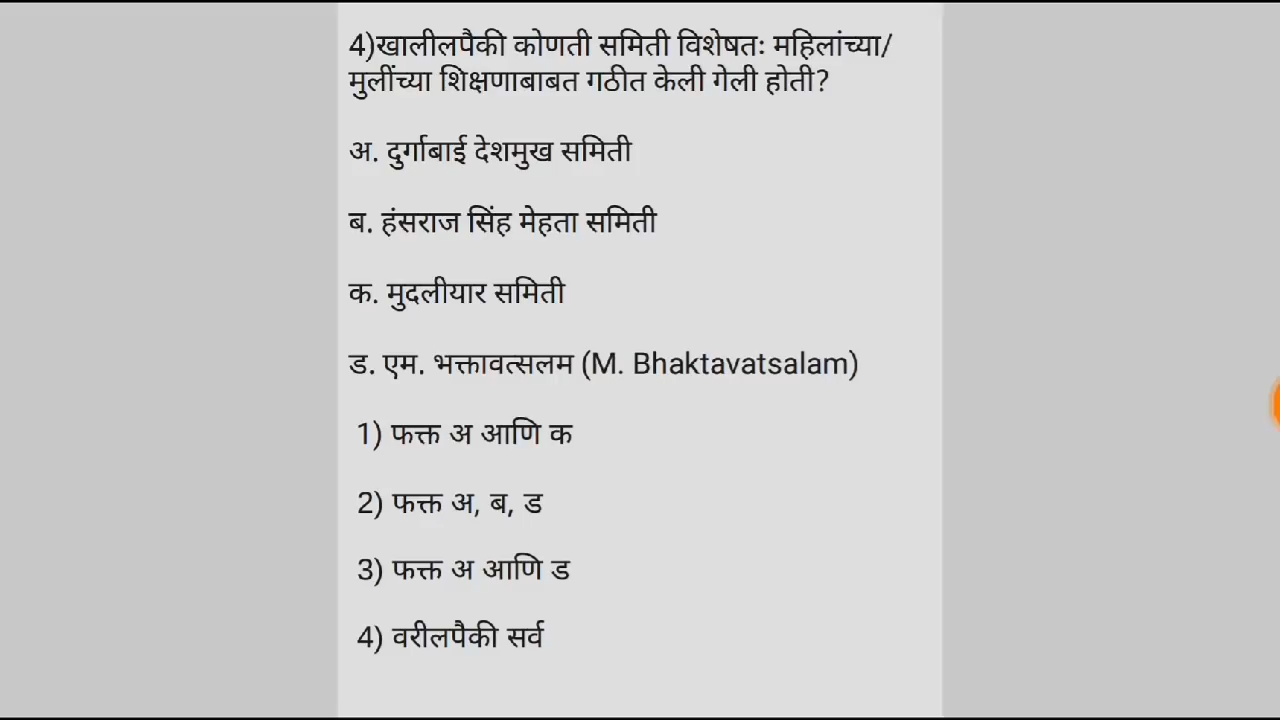 4)खालीलपैकी कोणती समिती विशेषतः महिलांच्या/
मुलींच्या शिक्षणाबाबत गठीत केली गेली होती?
अ. दुर्गाबाई देशमुख समिती
ब. हंसराज सिंह मेहता समिती
क. मुदलीयार समिती
ड. एम. भक्तावत्सलम (M. Bhaktavatsalam)
1) फक्त अ आणि क
2) फक्त अ, ब, ड
3) फक्त अ आणि ड
4) वरीलपैकी सर्व